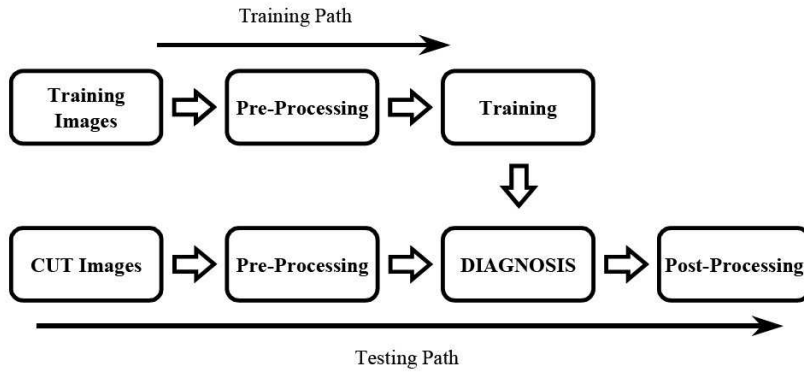 Training Path
Training
Images
Pre-Processing
Training
CUT Images
Pre-Processing
DIAGNOSIS
Post-Processing
Testing Path